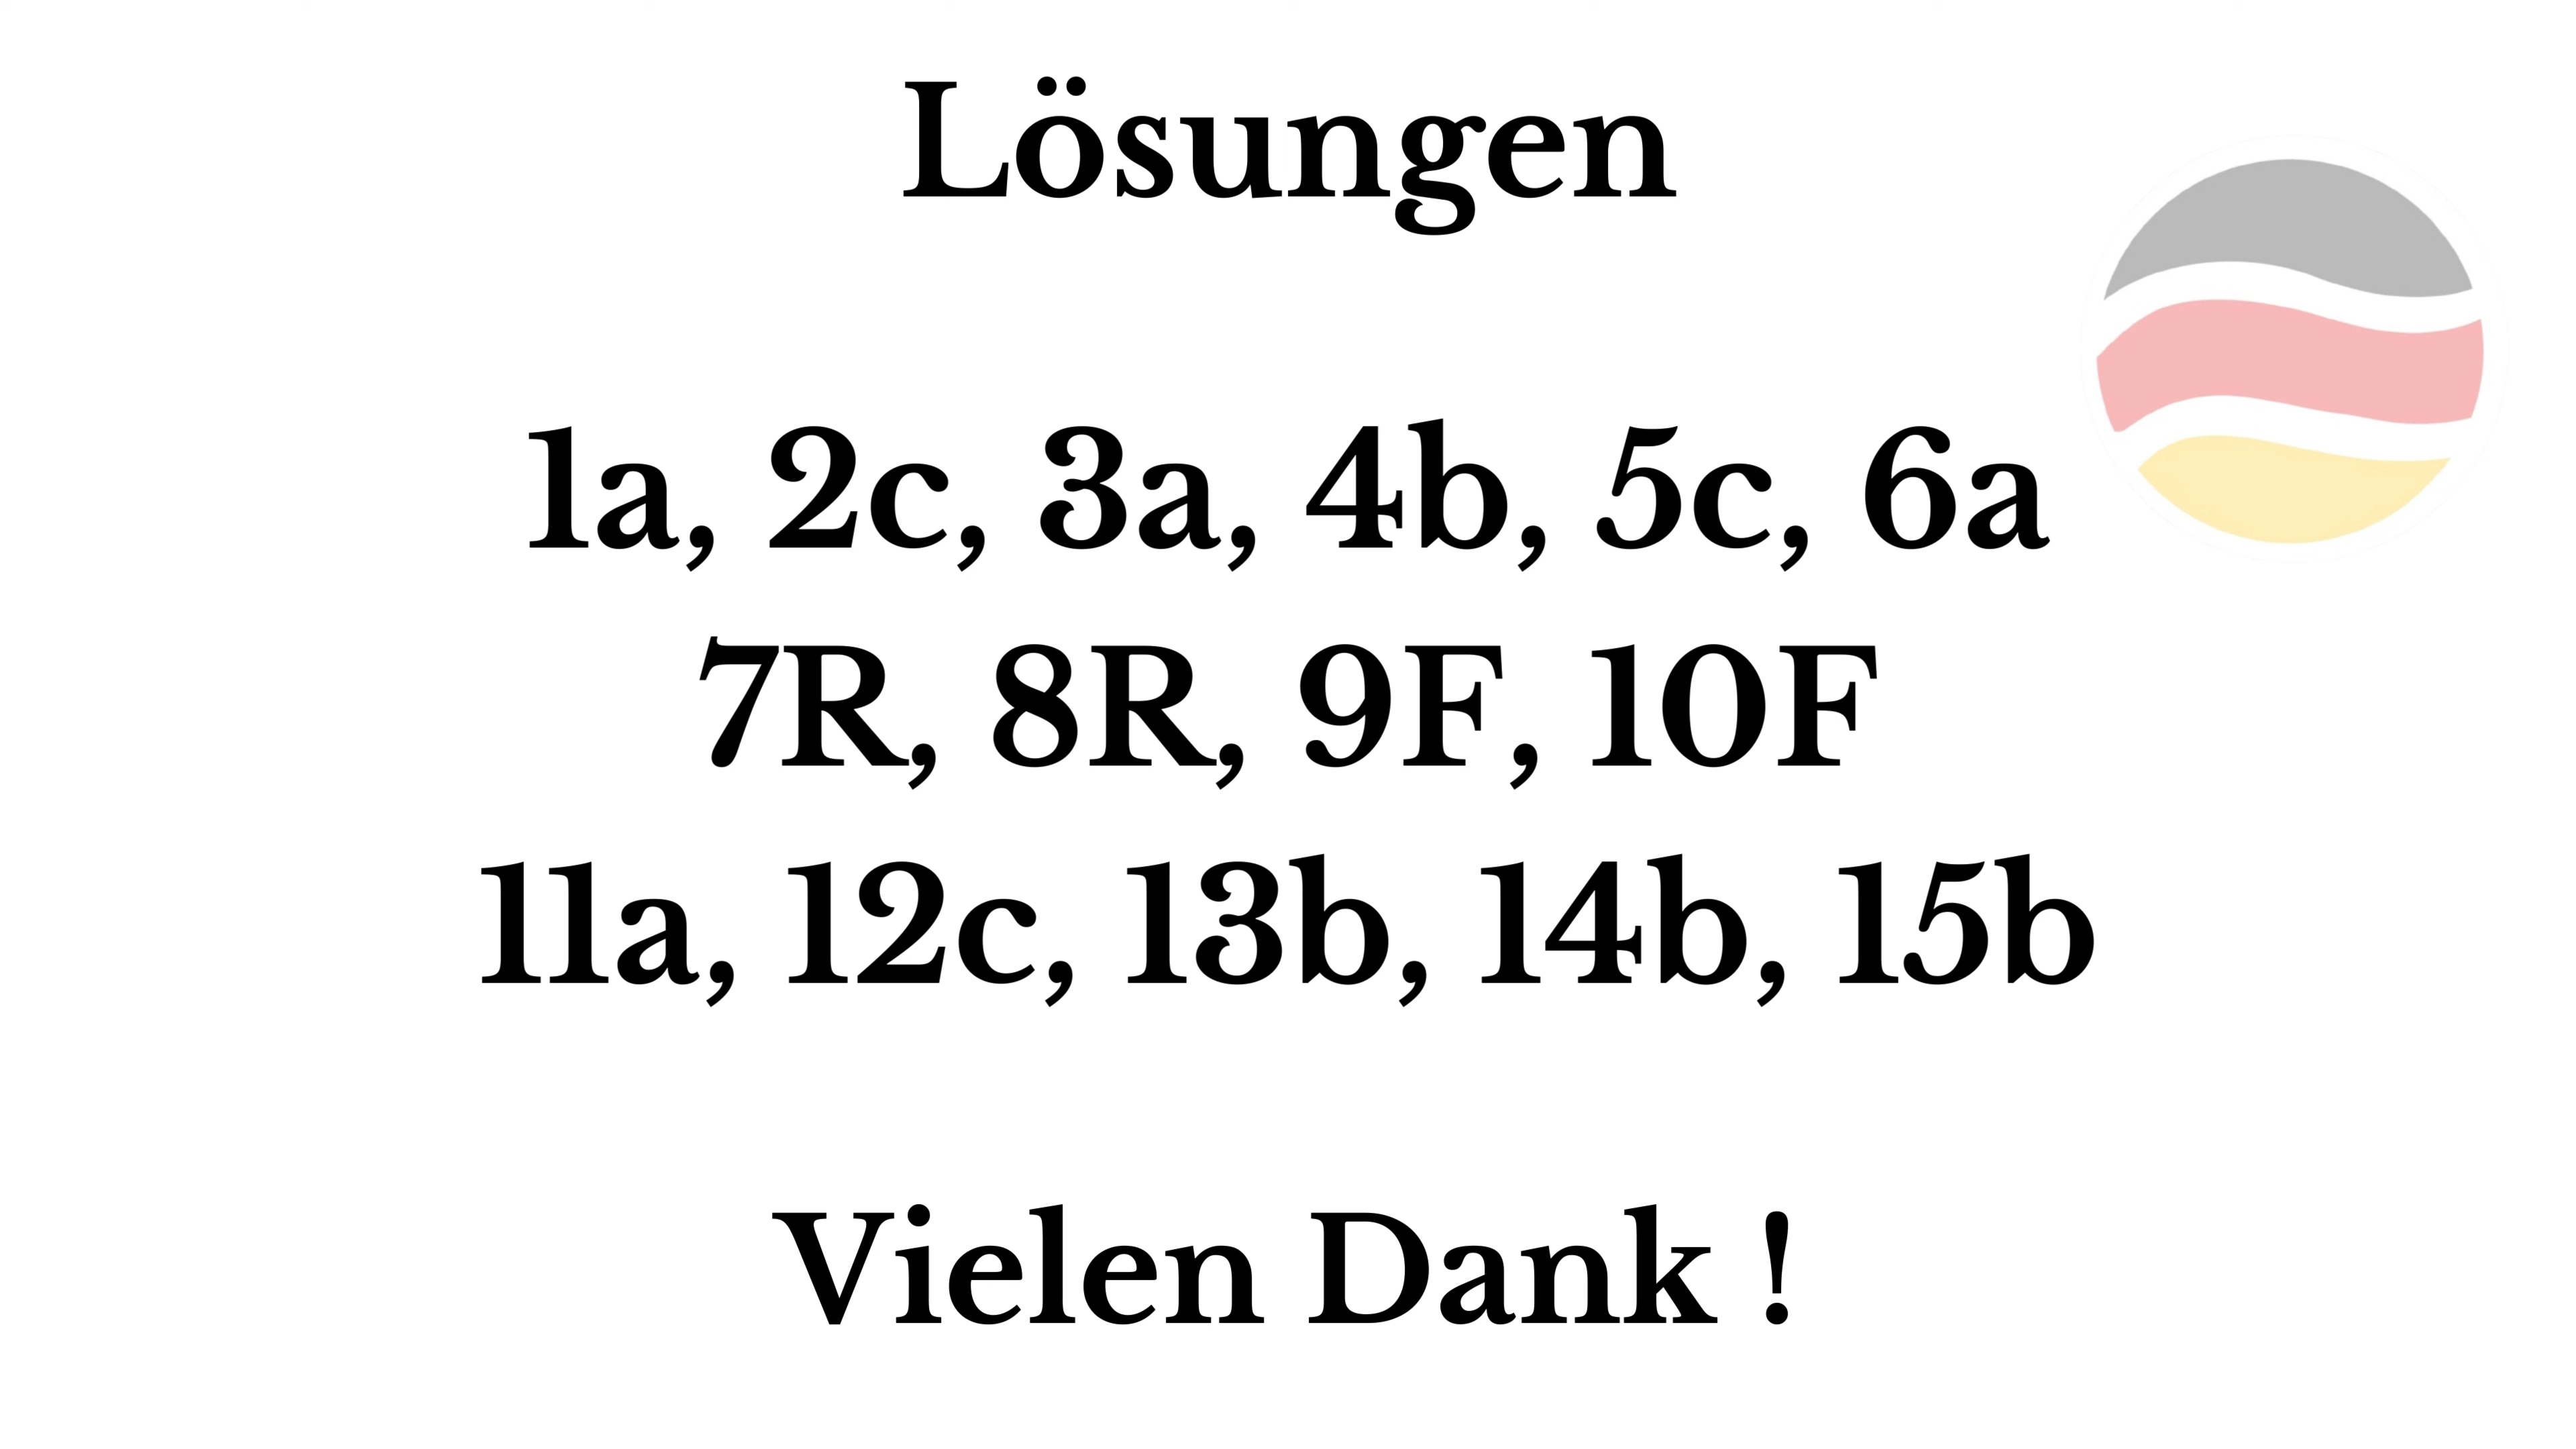 Lösungen
1a, 2c, 3a, 4b, 5c, 6a
7R, 8R, 9F, 10F
11a, 12c, 13b, 14b, 15b
Vielen Dank !